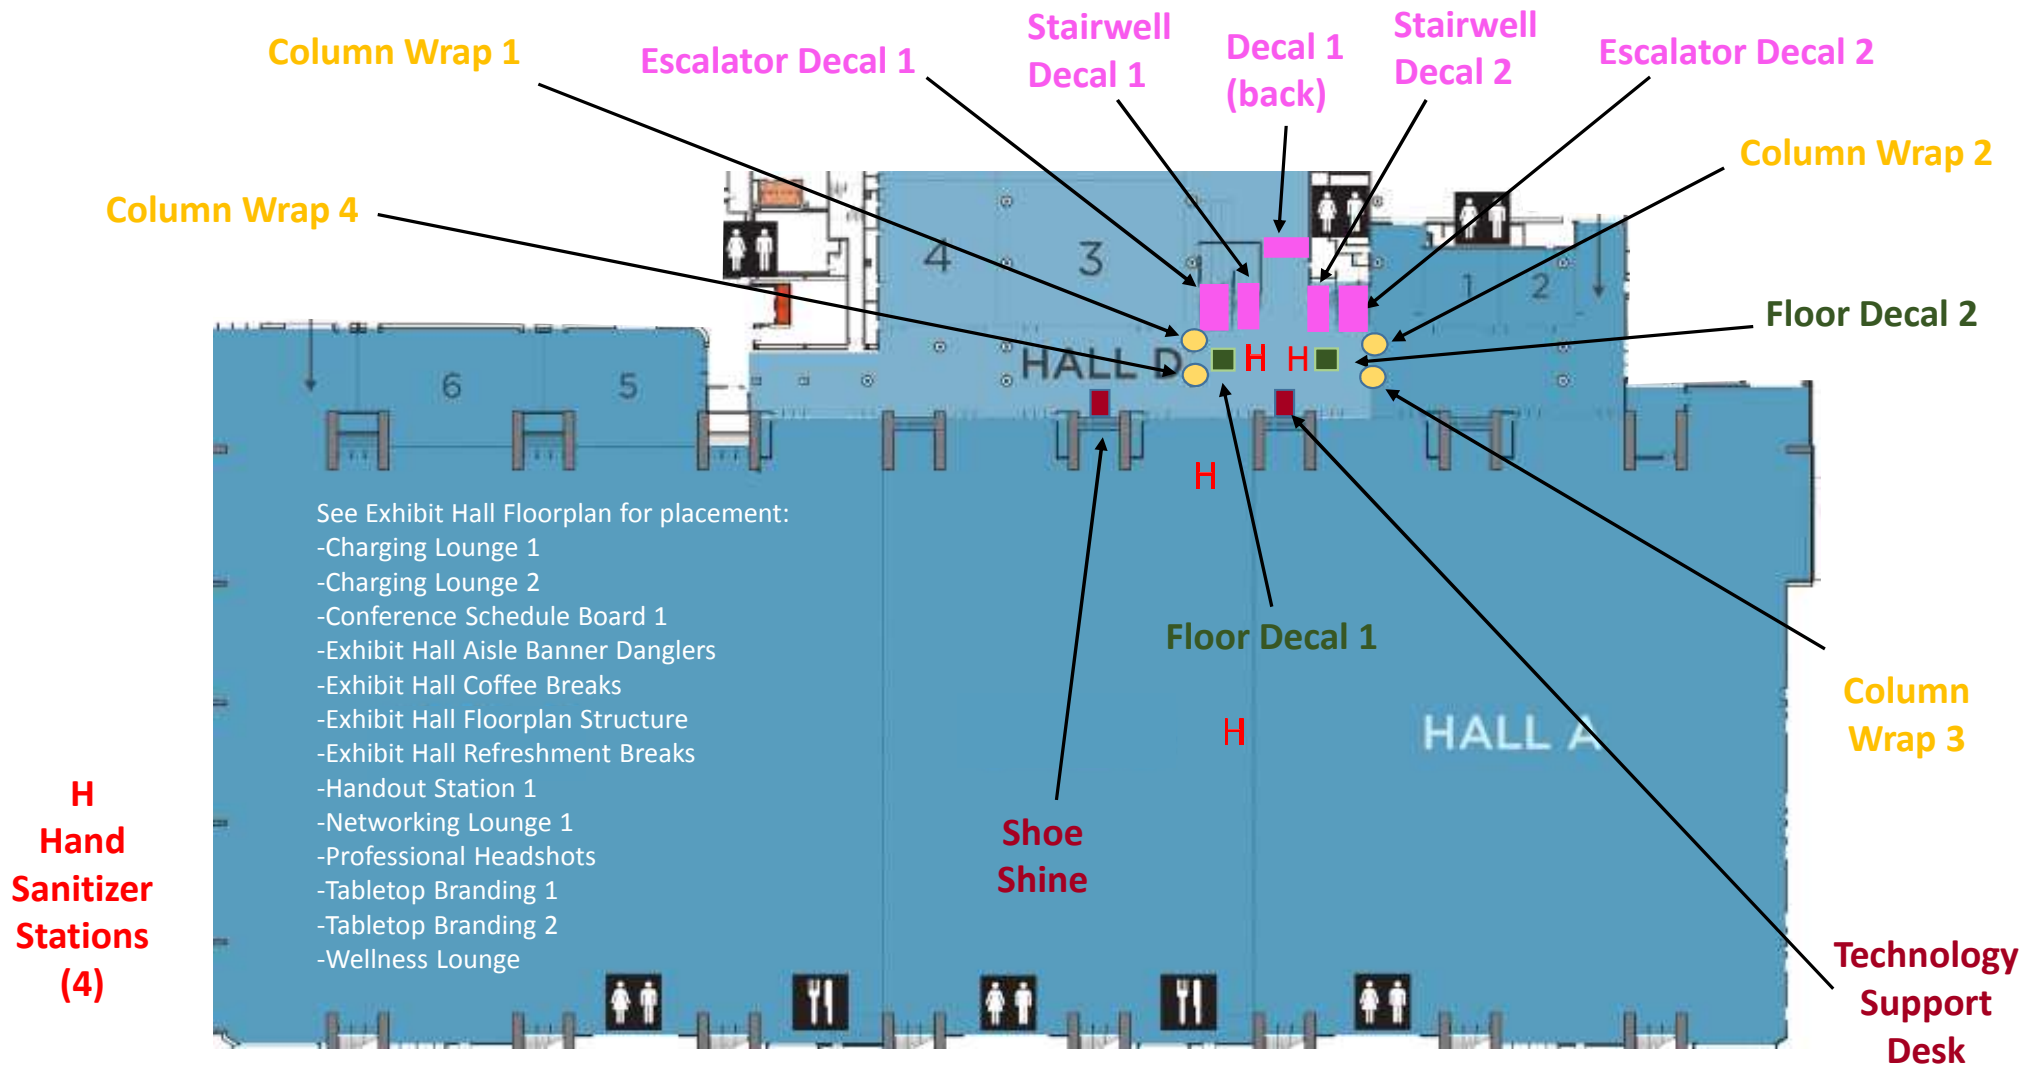 Column Wrap 1
Escalator Decal 1
Stairwell
Decal 1
Decal 1
(back)
Stairwell
Decal 2
Escalator Decal 2
Column Wrap 2
Column Wrap 4
4
3
1
2
Floor Decal 2
HALL D
H
H
6
5
H
See Exhibit Hall Floorplan for placement:
-Charging Lounge 1
-Charging Lounge 2
-Conference Schedule Board 1
-Exhibit Hall Aisle Banner Danglers
-Exhibit Hall Coffee Breaks
-Exhibit Hall Floorplan Structure
-Exhibit Hall Refreshment Breaks
-Handout Station 1
-Networking Lounge 1
-Professional Headshots
-Tabletop Branding 1
-Tabletop Branding 2
-Wellness Lounge
Floor Decal 1
H
HALL A
Column
Wrap 3
Shoe
Shine
H
Hand
Sanitizer
Stations
(4)
Technology
Support
Desk